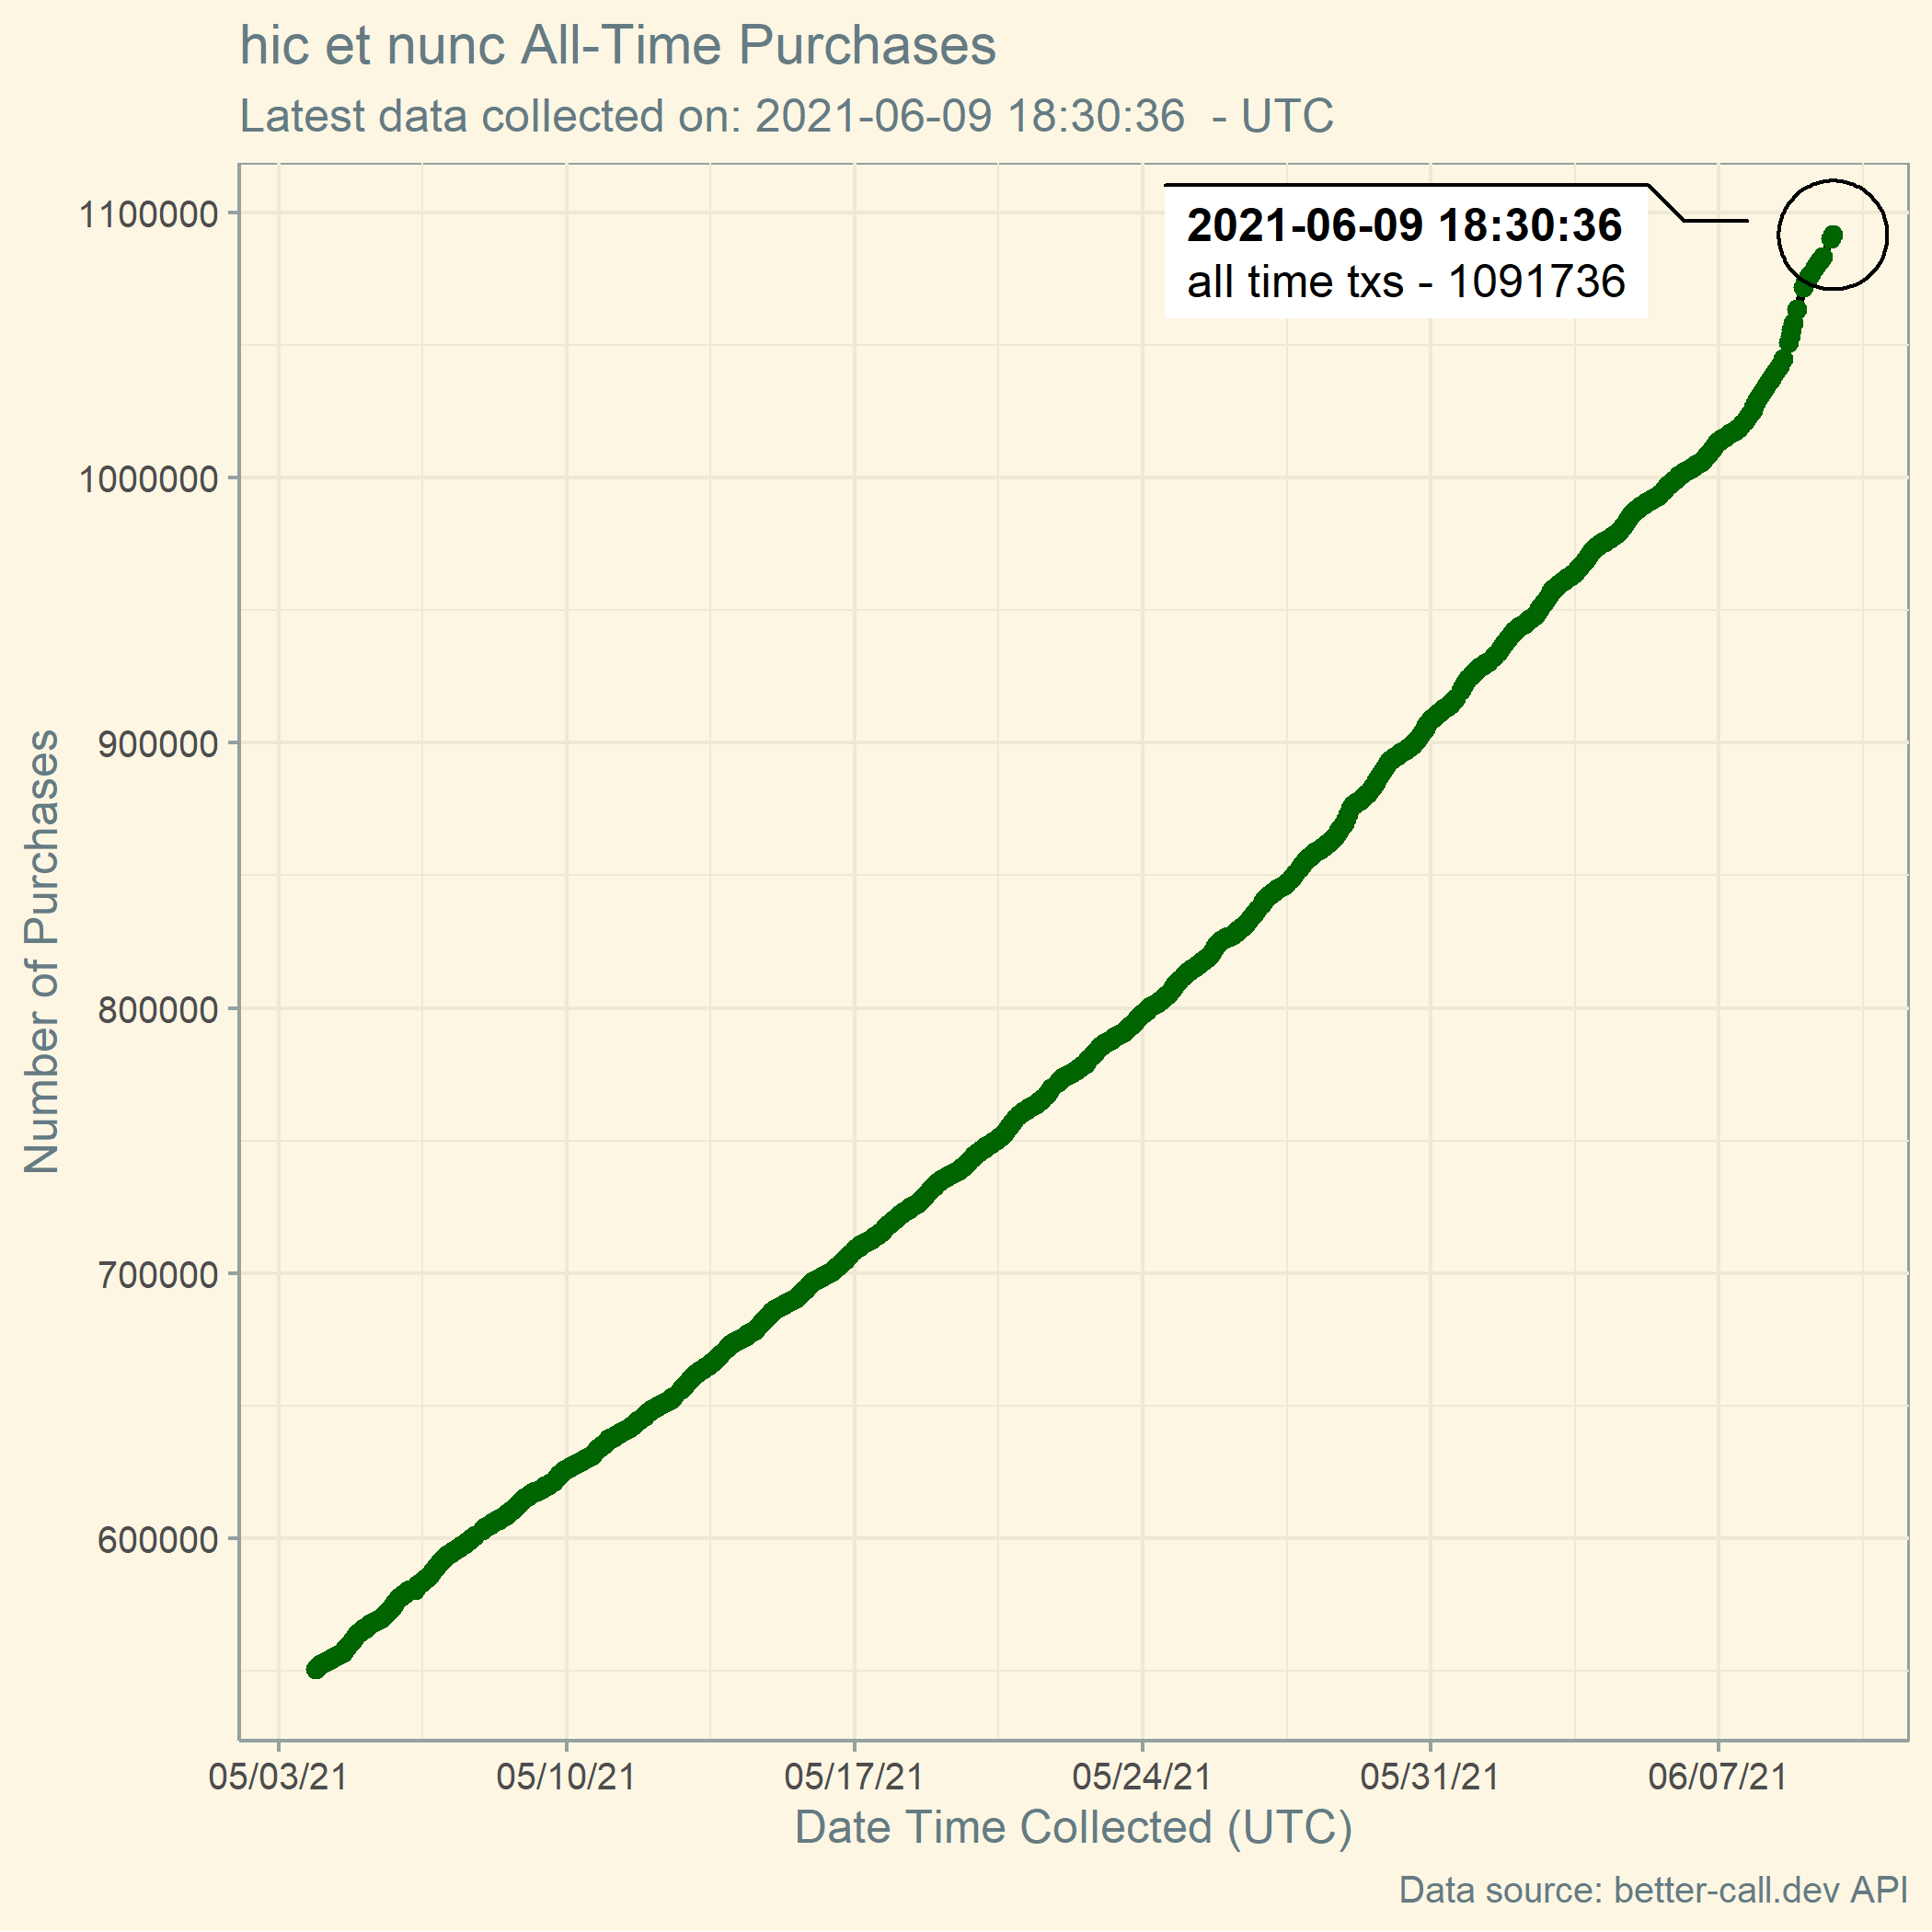 hic et nunc All-Time Purchases
Latest data collected on: 2021-06-09 18:30:36  - UTC
2021-06-09 18:30:36
all time txs - 1091736
Number of Purchases
1100000
1000000
900000
800000
700000
600000
05/03/21
05/10/21
05/17/21
05/24/21
05/31/21
06/07/21
Date Time Collected (UTC)
Data source: better-call.dev API